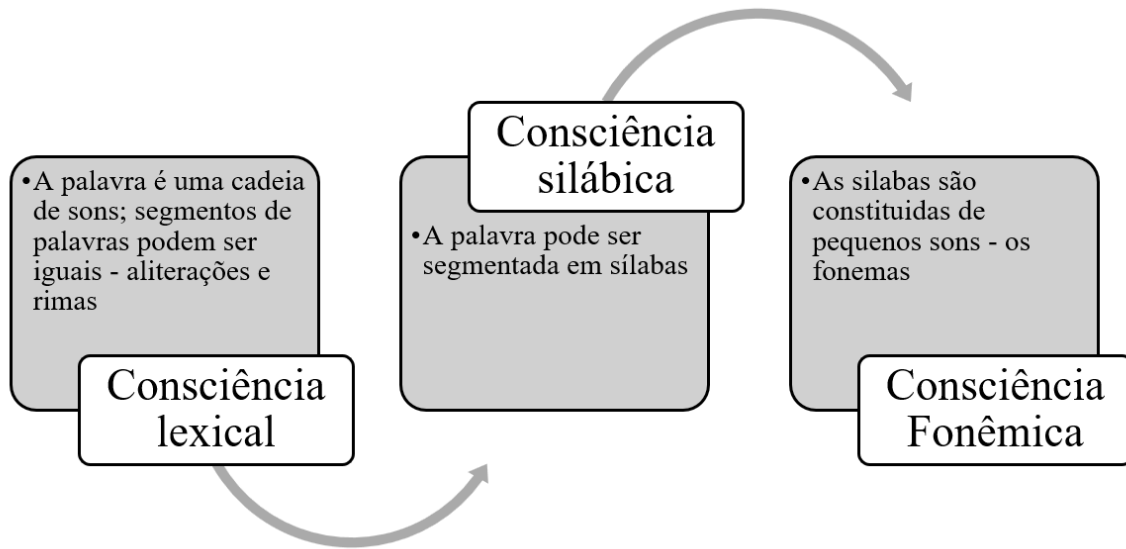 •A palavra é uma cadeia
de sons; segmentos de
palavras podem ser
iguais - aliterações e
rimas
Consciência
lexical
Consciência
silábica
•A palavra pode ser
segmentada em sílabas
•As silabas são
constituidas de
pequenos sons - os
fonemas
Consciência
Fonêmica